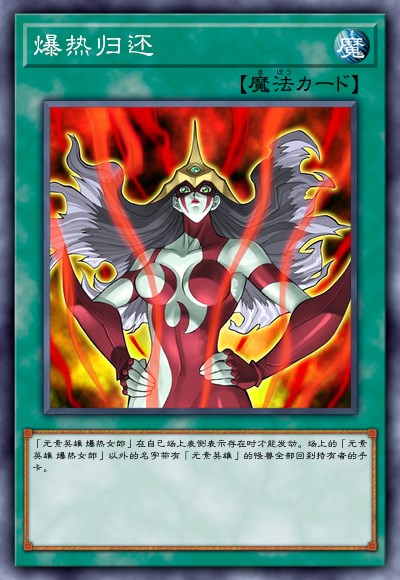 爆热归还
魔
【魔法カード】
まほう
「元素英雄 爆热女郎」在自己场上表侧表示存在时才能发动。场上的「元
素英雄 爆热女郎」以外的名字带有「元素英雄」的怪兽全部回到持有者的手
卡。